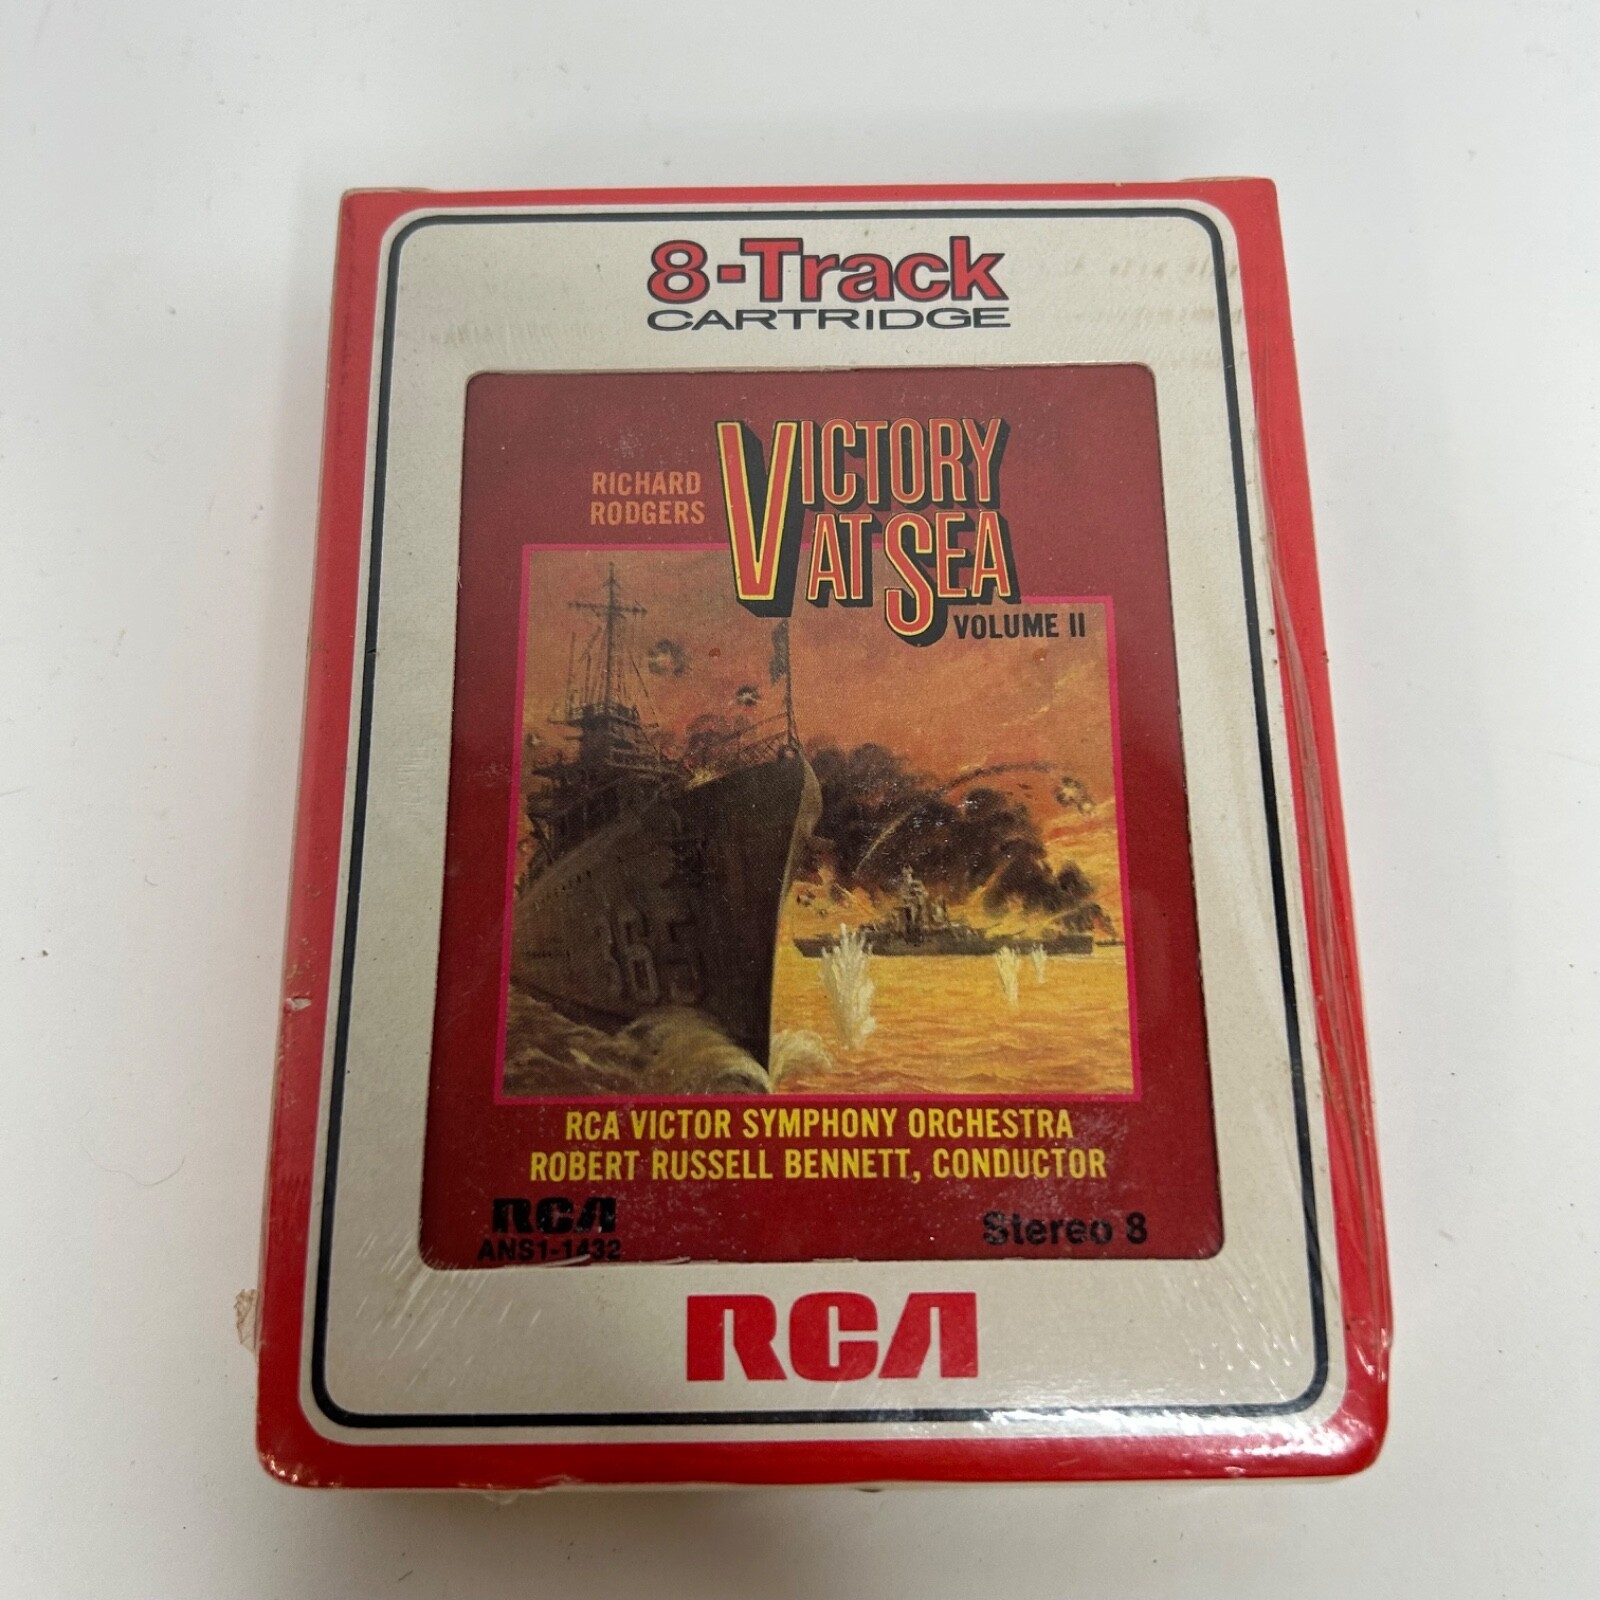 8-Track
CARTRIDGE
RICHARD
RODGERS
VICTORY
AT SEA
VOLUME II
365
RCA VICTOR SYMPHONY ORCHESTRA
ROBERT RUSSELL BENNETT, CONDUCTOR
RCA
ANS1-1432
Stereo 8
RCA